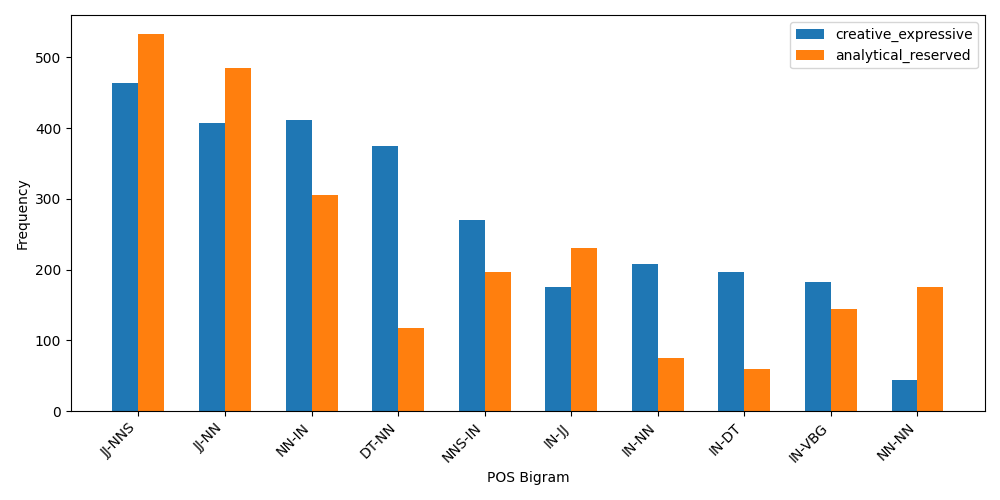 creative_expressive
analytical_reserved
Frequency
500
400
300
200
100
0
JJ-NNS
JJ-NN
NN-IN
DT-NN
NNS-IN
IN-JJ
IN-NN
IN-DT
IN-VBG
NN-NN
POS Bigram